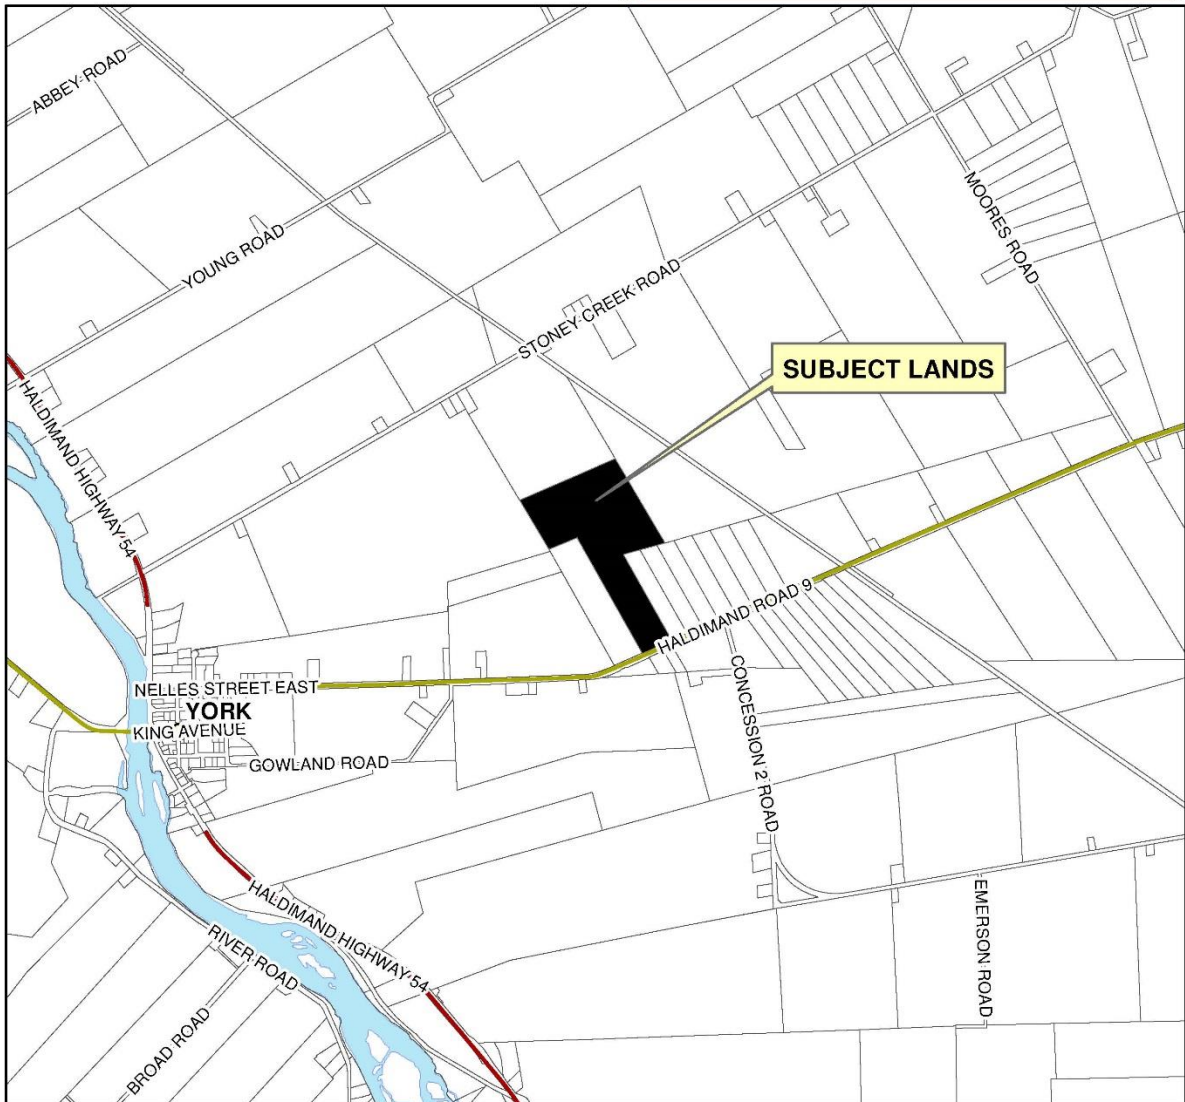 ABBEY ROAD
MOORES ROAD
YOUNG ROAD
STONEY CREEK ROAD
SUBJECT LANDS
HALDIMAND HIGHWAY 54
HALDIMAND ROAD 9
NELLES STREET EAST
YORK
KING AVENUE
GOWLAND ROAD
CONCESSION 2 ROAD
HALDIMAND HIGHWAY 54
EMERSON ROAD
RIVER ROAD
BROAD ROAD